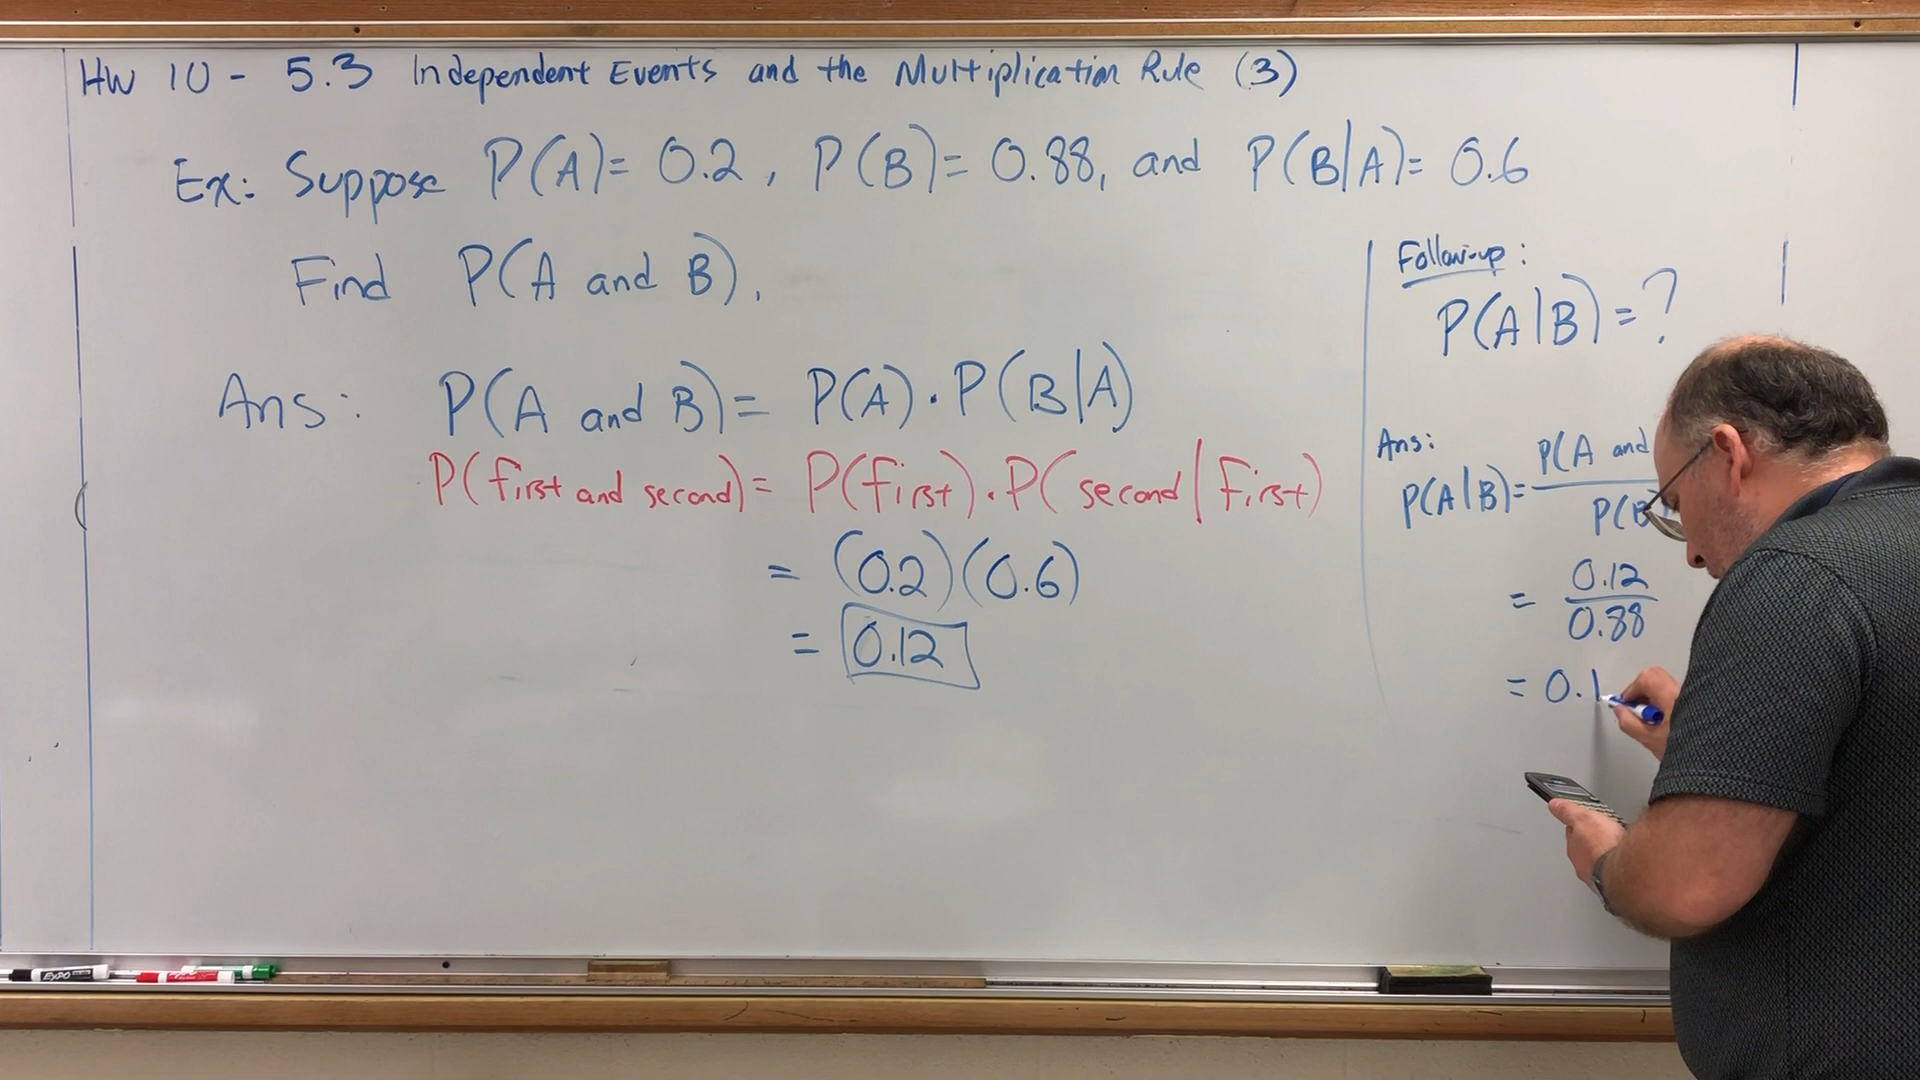 HW 10 - 5.3 Independent Events and the Multiplication Rule (3)
Ex: Suppose P(A)= 0.2, P(B)= 0.88, and P(B|A)= 0.6
Find P(A and B).
Ans: P(A and B)= P(A)·P(B|A)
P(first and second)= P(first)·P(second|first)
= (0.2)(0.6)
= 0.12
Follow-up:
P(A|B)=?
Ans:
P(A|B)= P(A and
P(B)
= 0.12
0.88
= 0.1
EXPO